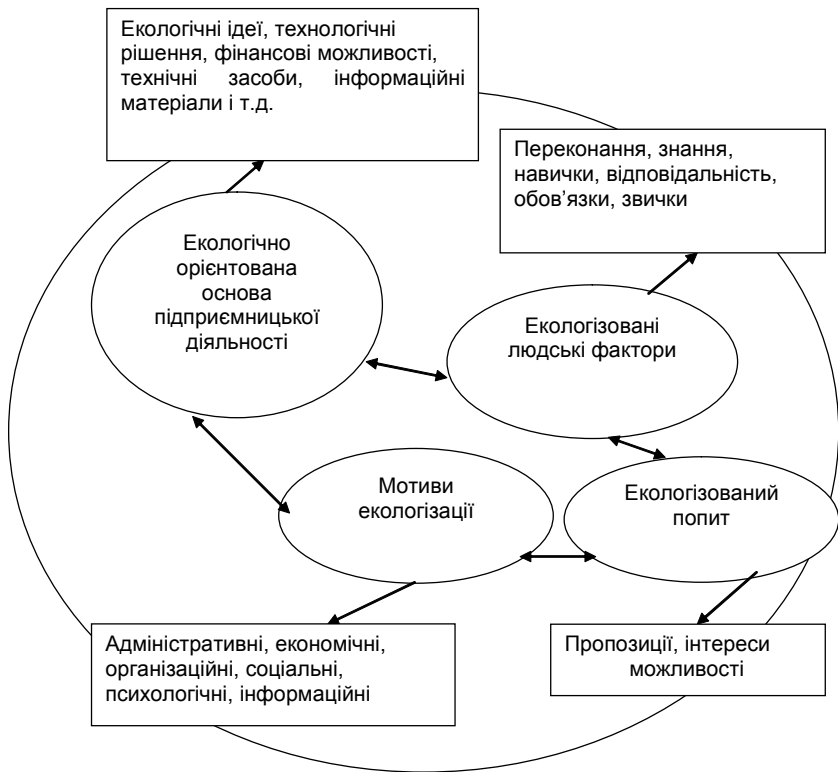 Екологічні ідеї, технологічні
рішення, фінансові можливості,
технічні засоби, інформаційні
матеріали і т.д.
Переконання, знання,
навички, відповідальність,
обов’язки, звички
Екологічно
орієнтована
основа
підприємницької
діяльності
Екологізовані
людські фактори
Мотиви
екологізації
Екологізований
попит
Адміністративні, економічні,
організаційні, соціальні,
психологічні, інформаційні
Пропозиції, інтереси
можливості